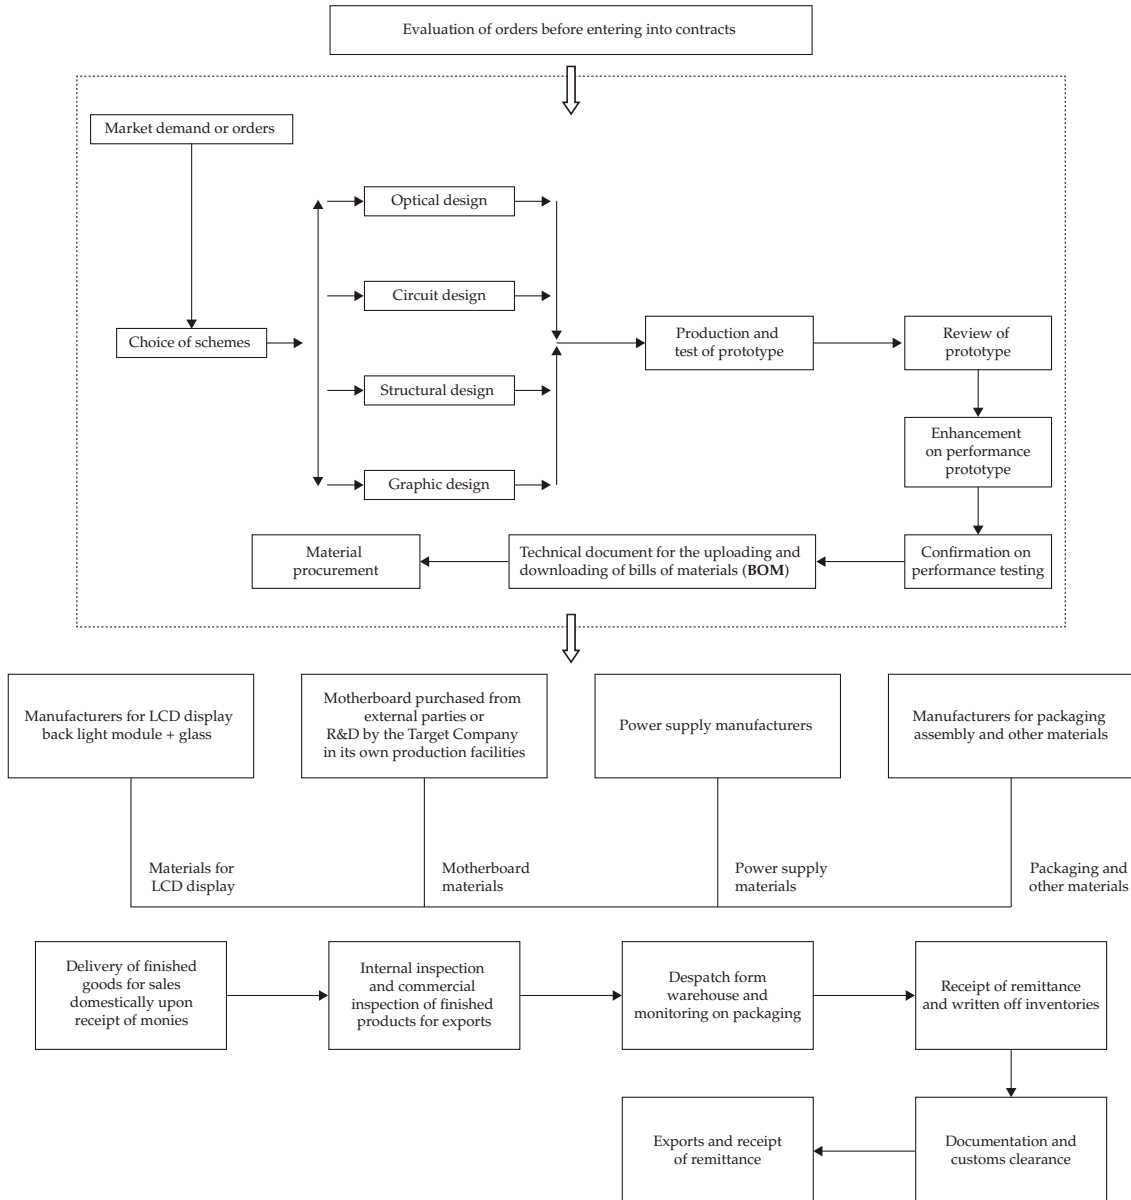 Evaluation of orders before entering into contracts
Market demand or orders
Optical design
Circuit design
Choice of schemes
Production and
test of prototype
Review of
prototype
Structural design
Enhancement
on performance
prototype
Graphic design
Material
procurement
Technical document for the uploading and
downloading of bills of materials (BOM)
Confirmation on
performance testing
Manufacturers for LCD display
back light module + glass
Motherboard purchased from
external parties or
R&D by the Target Company
in its own production facilities
Power supply manufacturers
Manufacturers for packaging
assembly and other materials
Materials for
LCD display
Motherboard
materials
Power supply
materials
Packaging and
other materials
Delivery of finished
goods for sales
domestically upon
receipt of monies
Internal inspection
and commercial
inspection of finished
products for exports
Despatch form
warehouse and
monitoring on packaging
Receipt of remittance
and written off inventories
Exports and receipt
of remittance
Documentation and
customs clearance